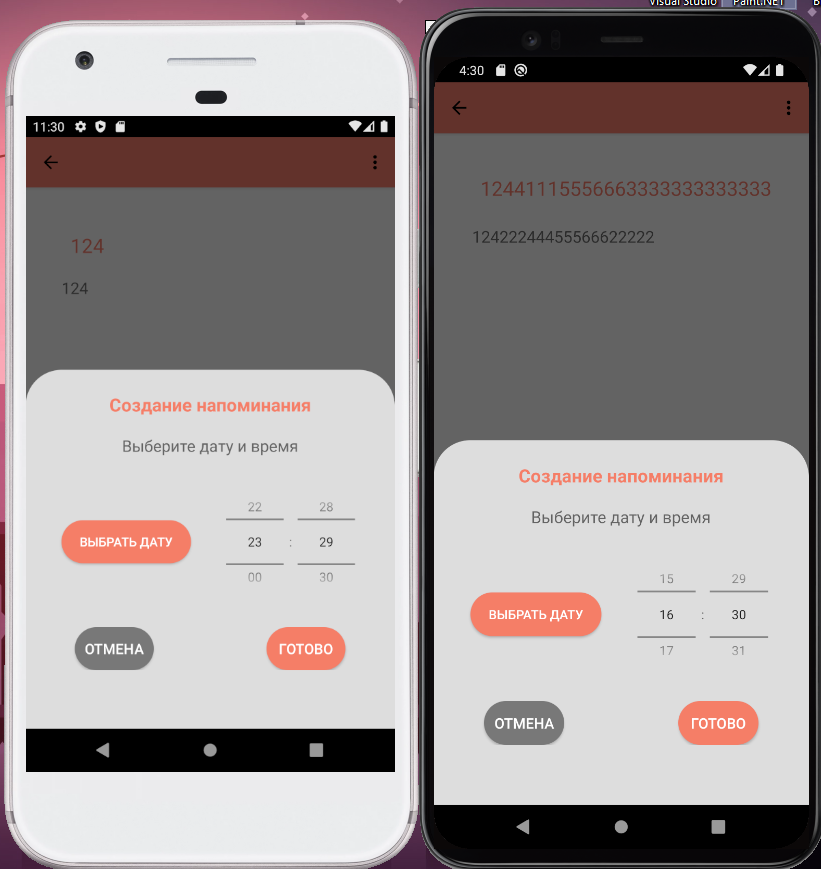 Visual Studio
Paint.NET
11:30
124
124
Создание напоминания
Выберите дату и время
22 28
ВЫБРАТЬ ДАТУ
23 : 29
00 30
ОТМЕНА ГОТОВО
4:30
12441115556663333333333333
12422244455566622222
Создание напоминания
Выберите дату и время
15 29
ВЫБРАТЬ ДАТУ
16 : 30
17 31
ОТМЕНА ГОТОВО